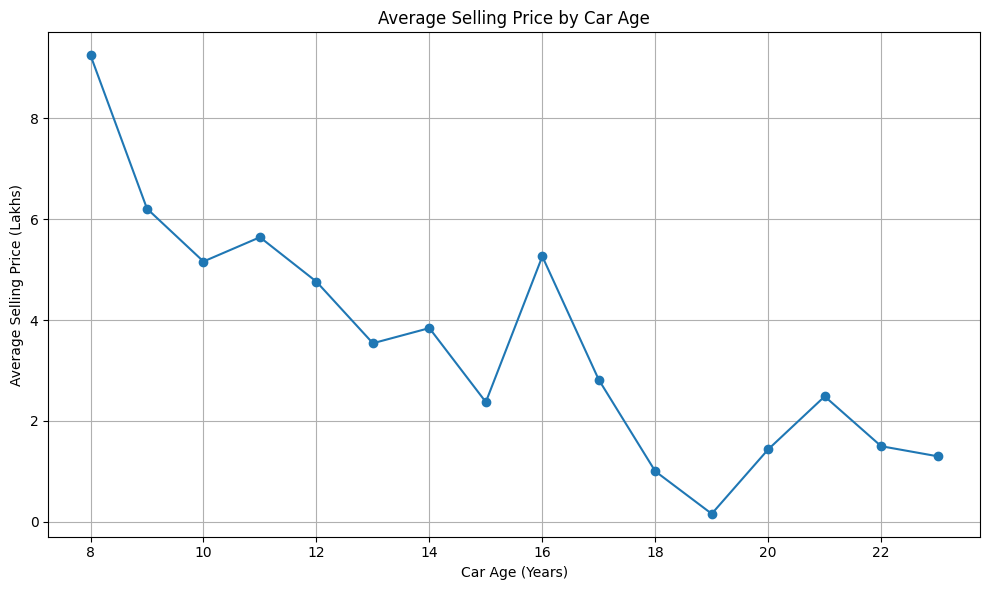 Average Selling Price by Car Age
Average Selling Price (Lakhs)
8
6
4
2
0
8 10 12 14 16 18 20 22
Car Age (Years)